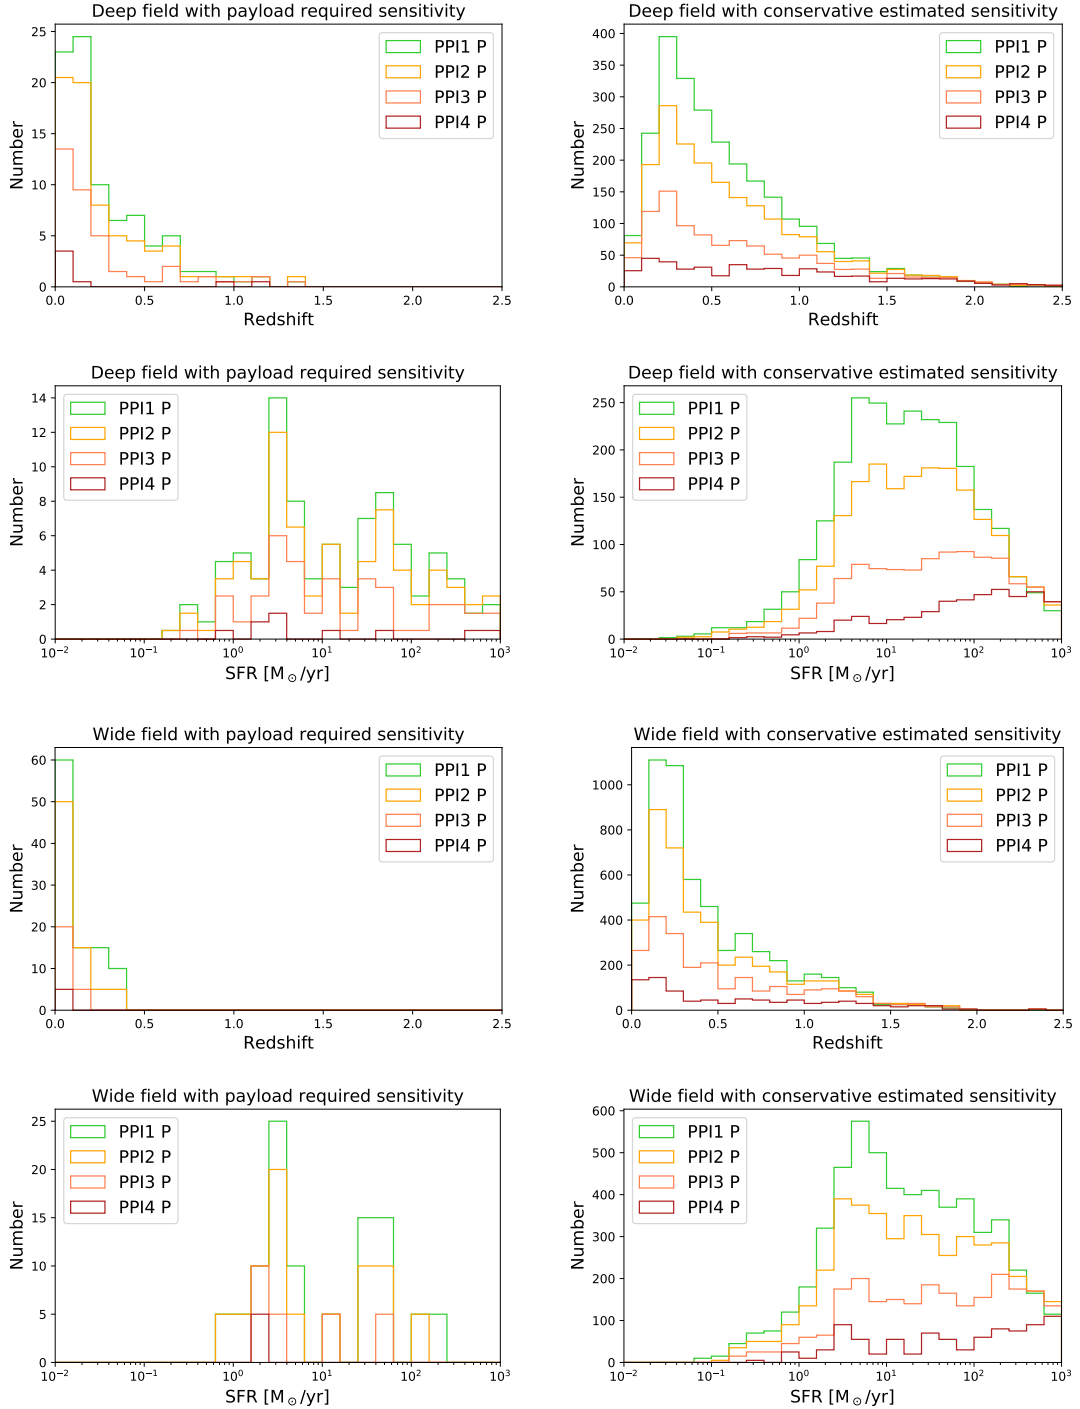 Deep field with payload required sensitivity
25
20
15
10
5
0
Number
PPI1 P
PPI2 P
PPI3 P
PPI4 P
0.0 0.5 1.0 1.5 2.0 2.5
Redshift
Deep field with conservative estimated sensitivity
400
350
300
250
200
150
100
50
0
Number
PPI1 P
PPI2 P
PPI3 P
PPI4 P
0.0 0.5 1.0 1.5 2.0 2.5
Redshift
Deep field with payload required sensitivity
14
12
10
8
6
4
2
0
Number
PPI1 P
PPI2 P
PPI3 P
PPI4 P
10⁻² 10⁻¹ 10⁰ 10¹ 10² 10³
SFR [M⊙/yr]
Deep field with conservative estimated sensitivity
250
200
150
100
50
0
Number
PPI1 P
PPI2 P
PPI3 P
PPI4 P
10⁻² 10⁻¹ 10⁰ 10¹ 10² 10³
SFR [M⊙/yr]
Wide field with payload required sensitivity
60
50
40
30
20
10
0
Number
PPI1 P
PPI2 P
PPI3 P
PPI4 P
0.0 0.5 1.0 1.5 2.0 2.5
Redshift
Wide field with conservative estimated sensitivity
1000
800
600
400
200
0
Number
PPI1 P
PPI2 P
PPI3 P
PPI4 P
0.0 0.5 1.0 1.5 2.0 2.5
Redshift
Wide field with payload required sensitivity
25
20
15
10
5
0
Number
PPI1 P
PPI2 P
PPI3 P
PPI4 P
10⁻² 10⁻¹ 10⁰ 10¹ 10² 10³
SFR [M⊙/yr]
Wide field with conservative estimated sensitivity
600
500
400
300
200
100
0
Number
PPI1 P
PPI2 P
PPI3 P
PPI4 P
10⁻² 10⁻¹ 10⁰ 10¹ 10² 10³
SFR [M⊙/yr]